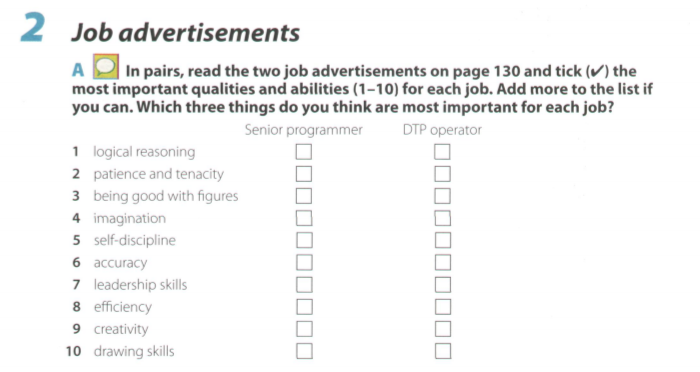 2 Job advertisements
A In pairs, read the two job advertisements on page 130 and tick (✔) the
most important qualities and abilities (1–10) for each job. Add more to the list if
you can. Which three things do you think are most important for each job?
Senior programmer DTP operator
1 logical reasoning
2 patience and tenacity
3 being good with figures
4 imagination
5 self-discipline
6 accuracy
7 leadership skills
8 efficiency
9 creativity
10 drawing skills